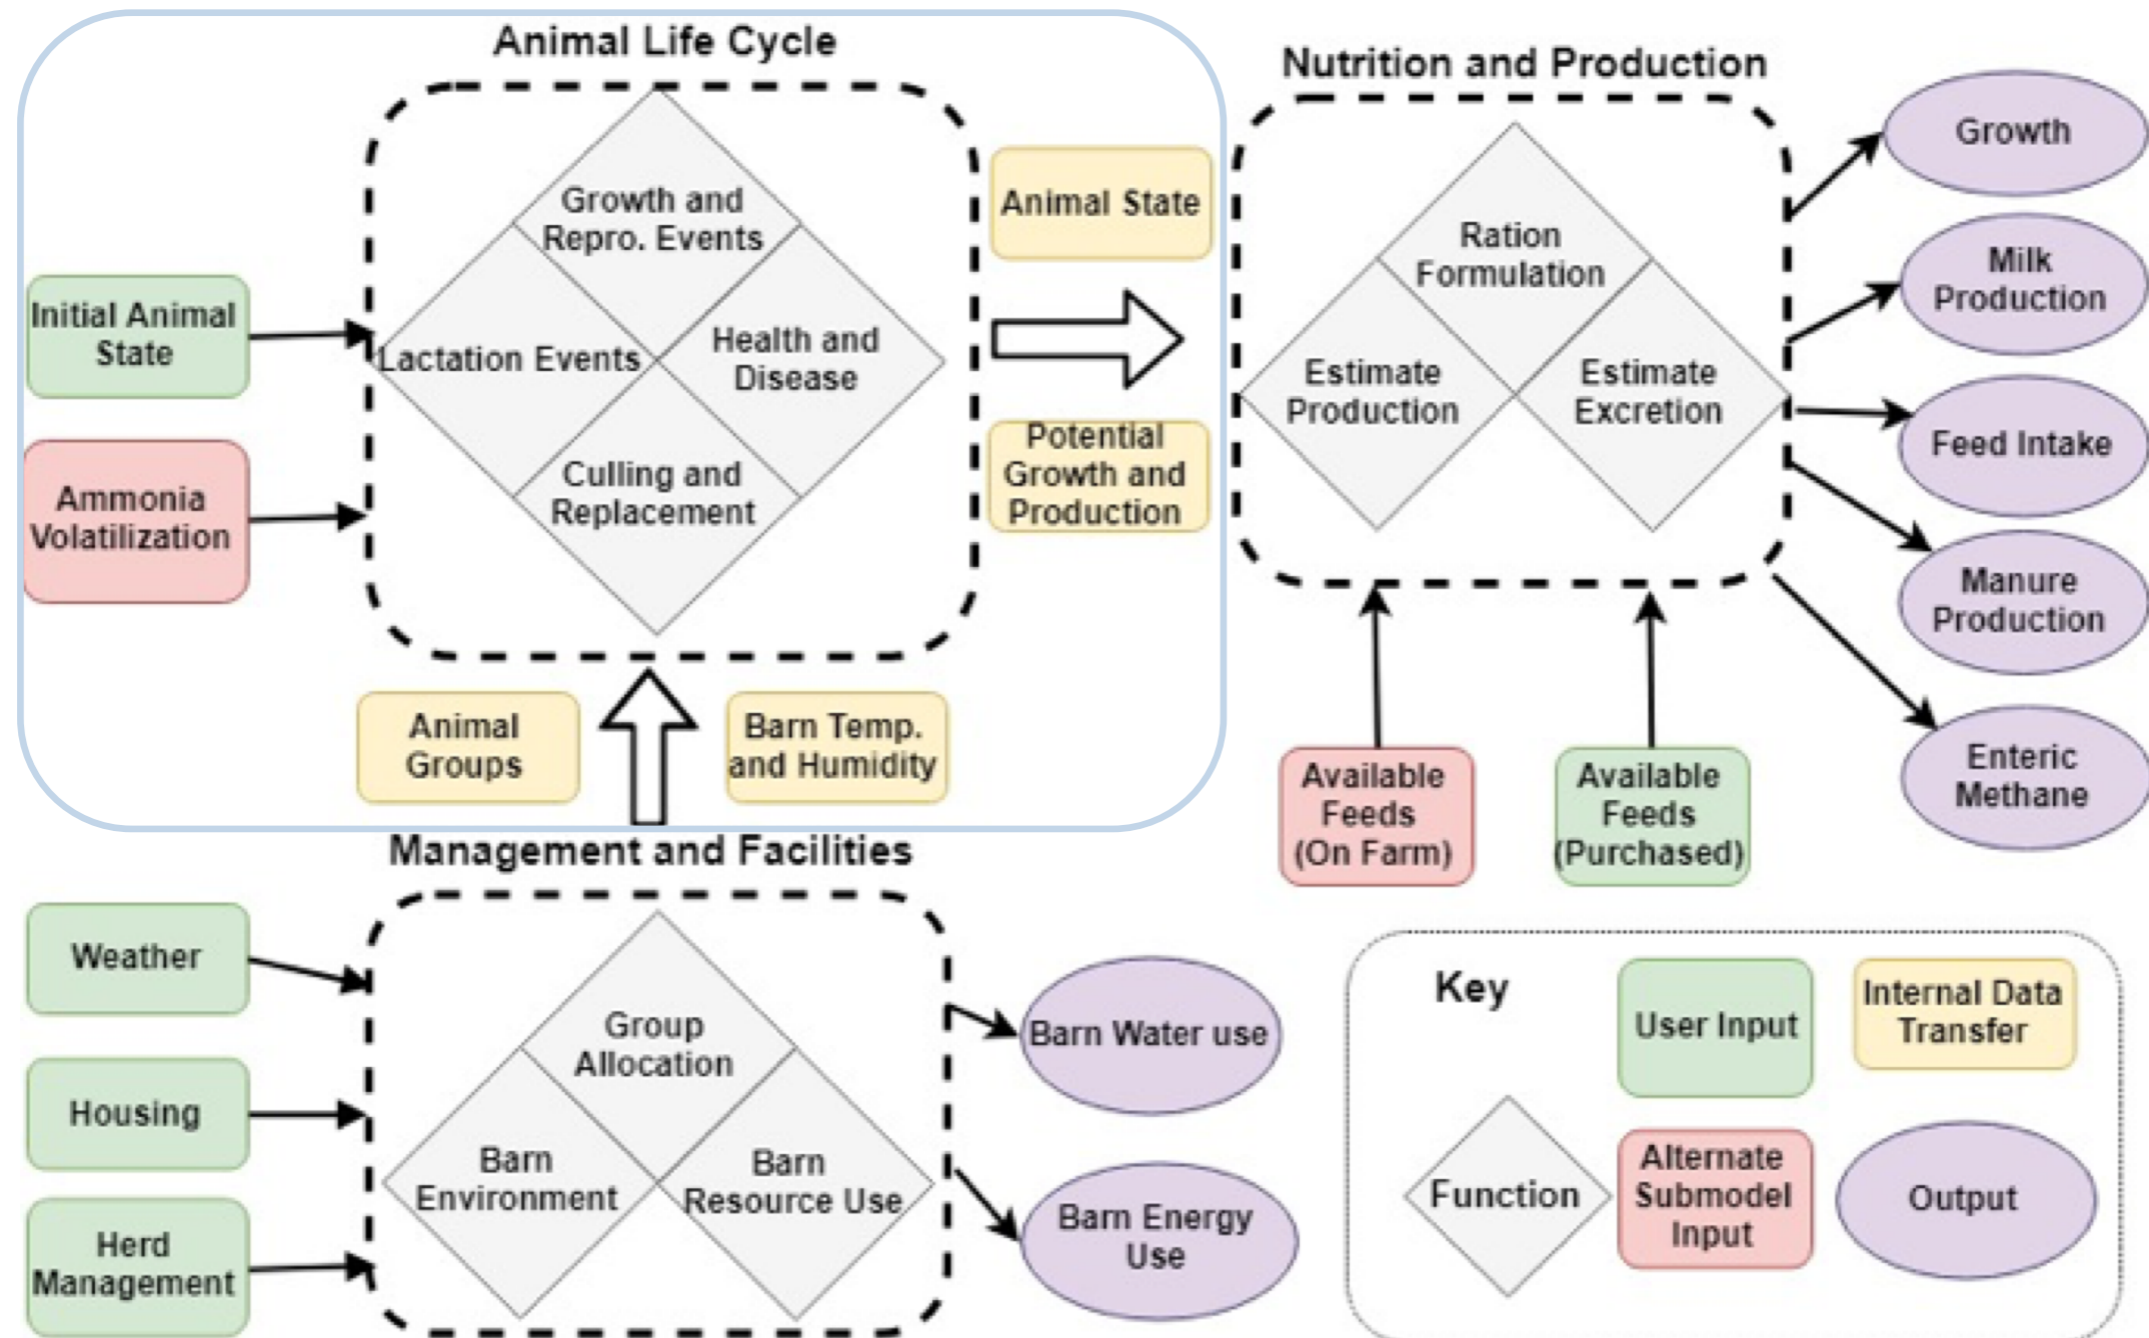 Animal Life Cycle
Growth and
Repro. Events
Lactation Events
Health and
Disease
Culling and
Replacement
Initial Animal
State
Ammonia
Volatilization
Animal State
Potential
Growth and
Production
Animal
Groups
Barn Temp.
and Humidity
Nutrition and Production
Ration
Formulation
Estimate
Production
Estimate
Excretion
Growth
Milk
Production
Feed Intake
Manure
Production
Enteric
Methane
Available
Feeds
(On Farm)
Available
Feeds
(Purchased)
Management and Facilities
Weather
Housing
Herd
Management
Group
Allocation
Barn
Environment
Barn
Resource Use
Barn Water use
Barn Energy
Use
Key
User Input
Internal Data
Transfer
Function
Alternate
Submodel
Input
Output